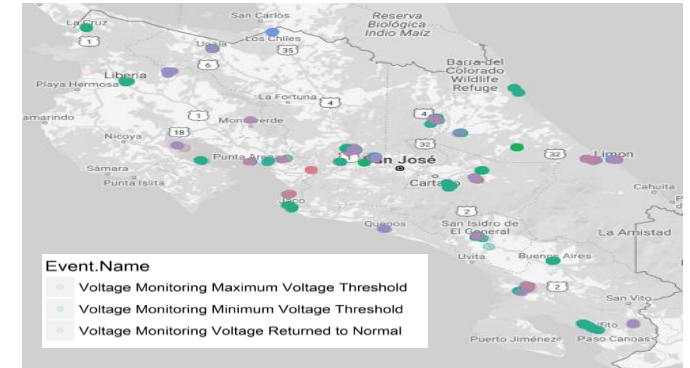 San Carlos
Reserva
Biológica
Indio Maíz
La Cruz
1
Upala
Los Chiles
35
6
Barra del
Colorado
Wildlife
Refuge
Liberia
Playa Hermosa
La Fortuna
4
4
amarindo
1
Monteverde
Nicoya
18
32
32
Limon
Punta Arenas
1
San José
Sámara
Punta Islita
Cartago
Cahuita
Jaco
2
Quepos
San Isidro de
El General
La Amistad
Uvita
Buenos Aires
Event.Name
Voltage Monitoring Maximum Voltage Threshold
Voltage Monitoring Minimum Voltage Threshold
Voltage Monitoring Voltage Returned to Normal
2
San Vito
fito
Puerto Jiménez
Paso Canoas